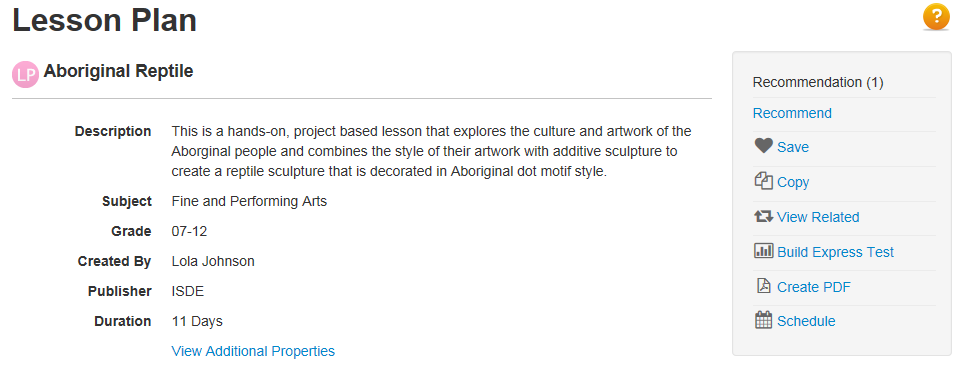 Lesson Plan
?
LP Aboriginal Reptile
Description This is a hands-on, project based lesson that explores the culture and artwork of the
Aborginal people and combines the style of their artwork with additive sculpture to
create a reptile sculpture that is decorated in Aboriginal dot motif style.
Subject Fine and Performing Arts
Grade 07-12
Created By Lola Johnson
Publisher ISDE
Duration 11 Days
View Additional Properties
Recommendation (1)
Recommend
Save
Copy
View Related
Build Express Test
Create PDF
Schedule